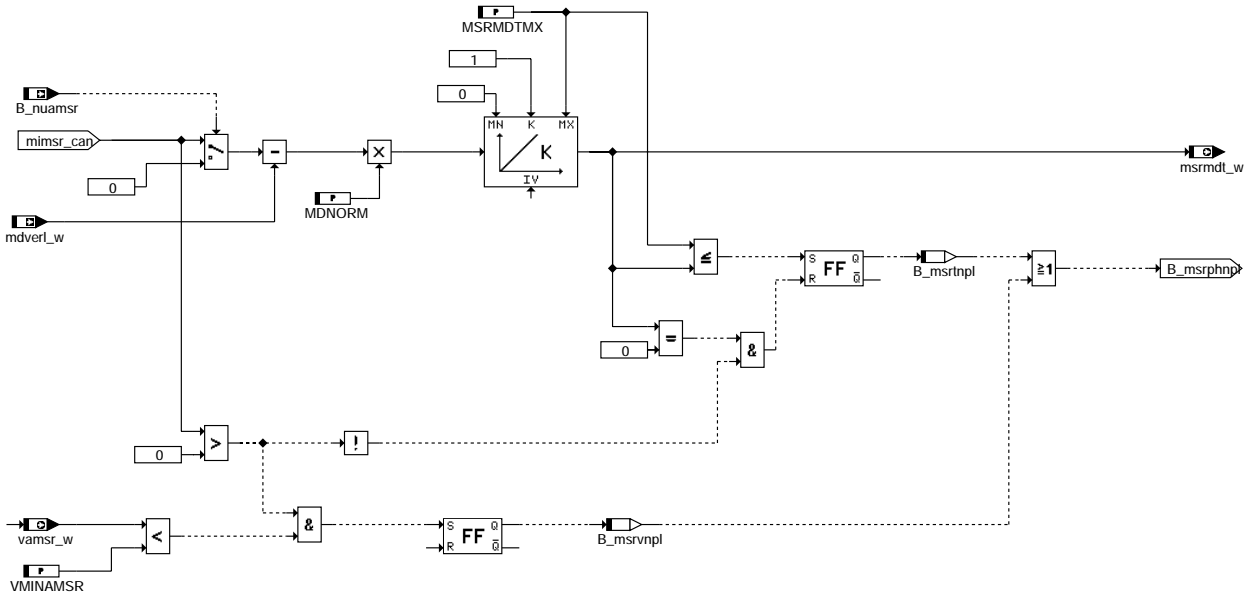 P
MSRMDTMX
1
0
B_nuamsr
mimsr_can
MN K MX
K
IV
0
P
MDNORM
mdverl_w
msrmdt_w
≤
S Q
FF
R Q
B_msrtnpl
≥1
B_msrphnpl
=
0
&
>
!
0
vamsr_w
<
&
S Q
FF
R Q
B_msrvnpl
P
VMINAMSR